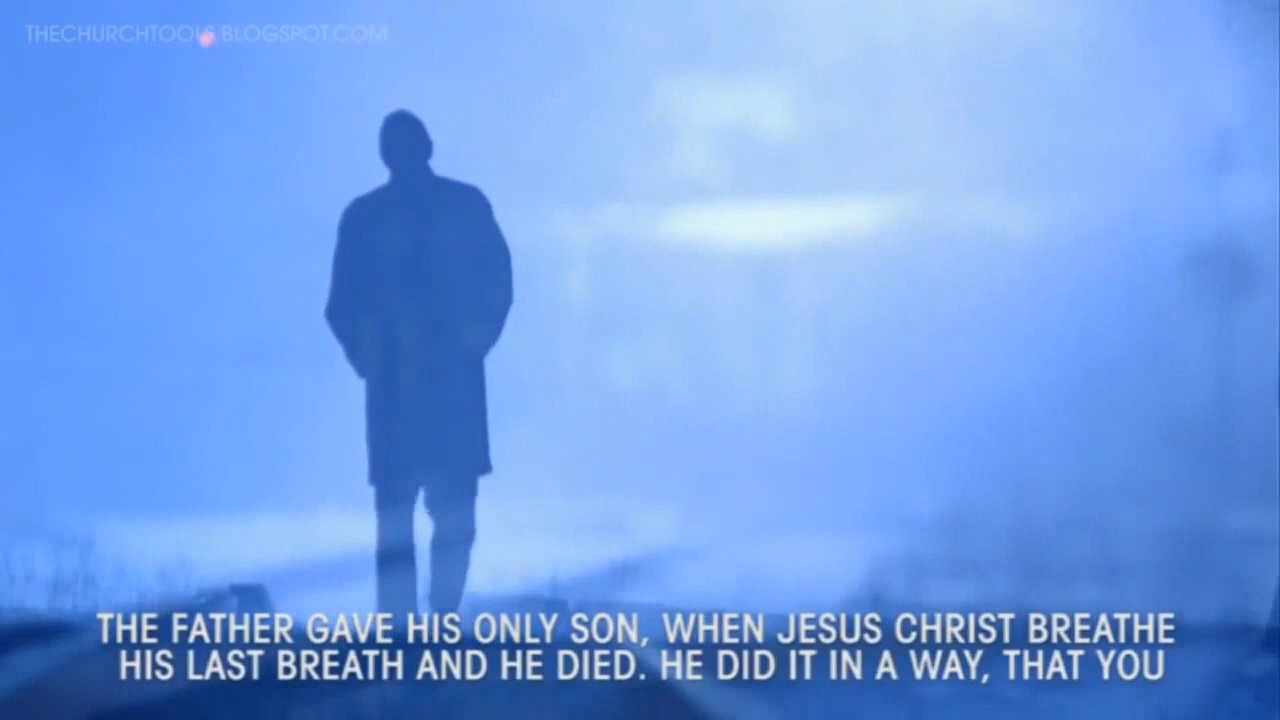 THECHURCHTOOLS.BLOGSPOT.COM
THE FATHER GAVE HIS ONLY SON, WHEN JESUS CHRIST BREATHE
HIS LAST BREATH AND HE DIED. HE DID IT IN A WAY, THAT YOU